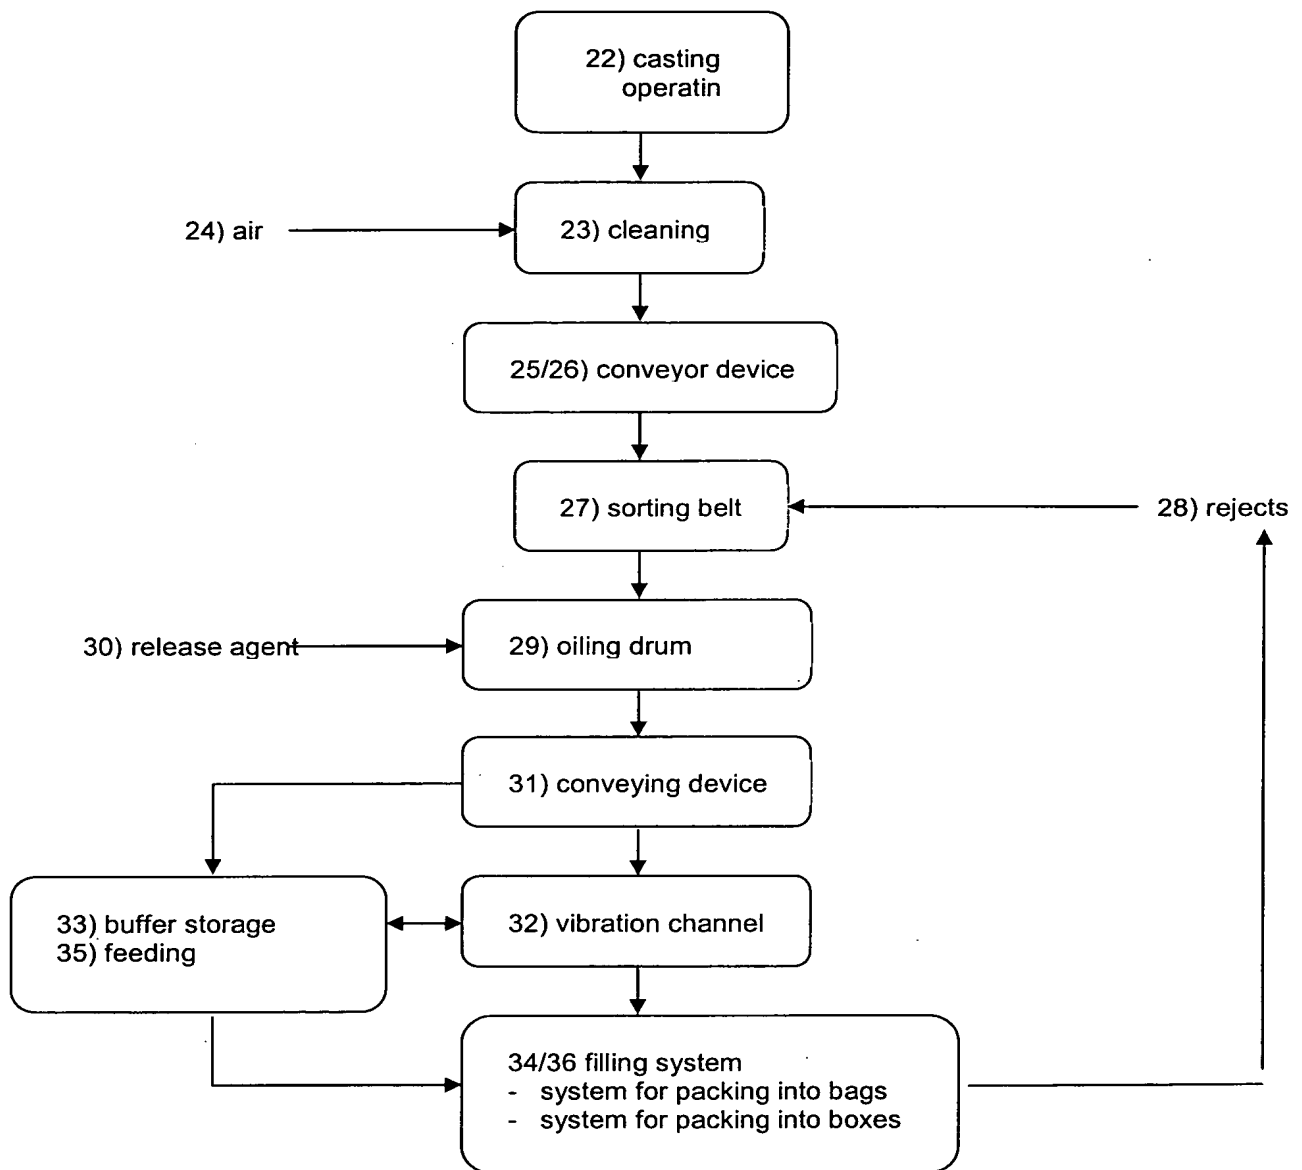 22) casting
operatin
24) air
23) cleaning
25/26) conveyor device
27) sorting belt
28) rejects
30) release agent
29) oiling drum
31) conveying device
33) buffer storage
35) feeding
32) vibration channel
34/36 filling system
- system for packing into bags
- system for packing into boxes